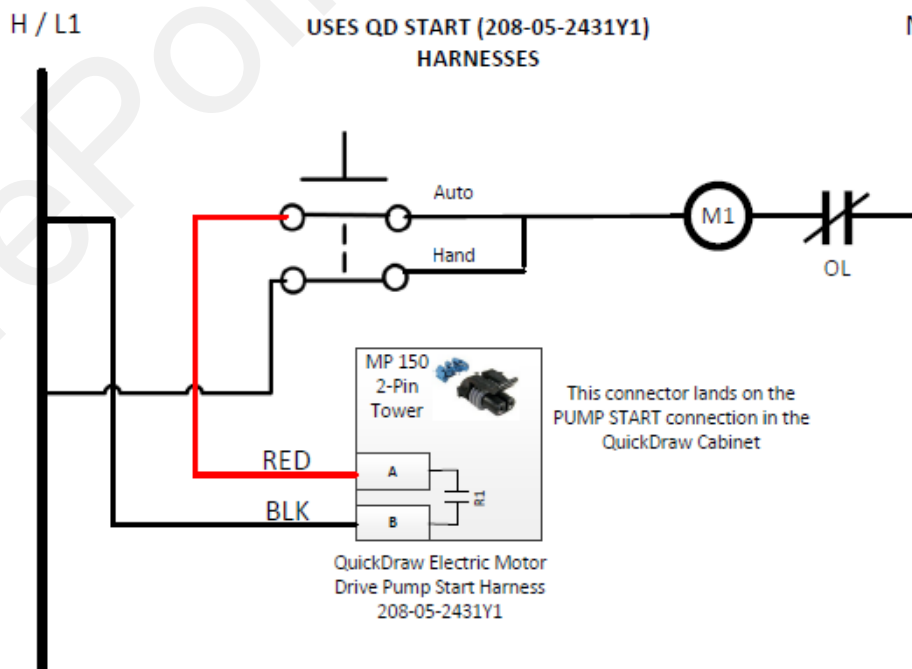 H / L1
USES QD START (208-05-2431Y1)
HARNESSES
Auto
Hand
M1
OL
MP 150
2-Pin
Tower
This connector lands on the
PUMP START connection in the
QuickDraw Cabinet
RED
A
R1
BLK
B
QuickDraw Electric Motor
Drive Pump Start Harness
208-05-2431Y1